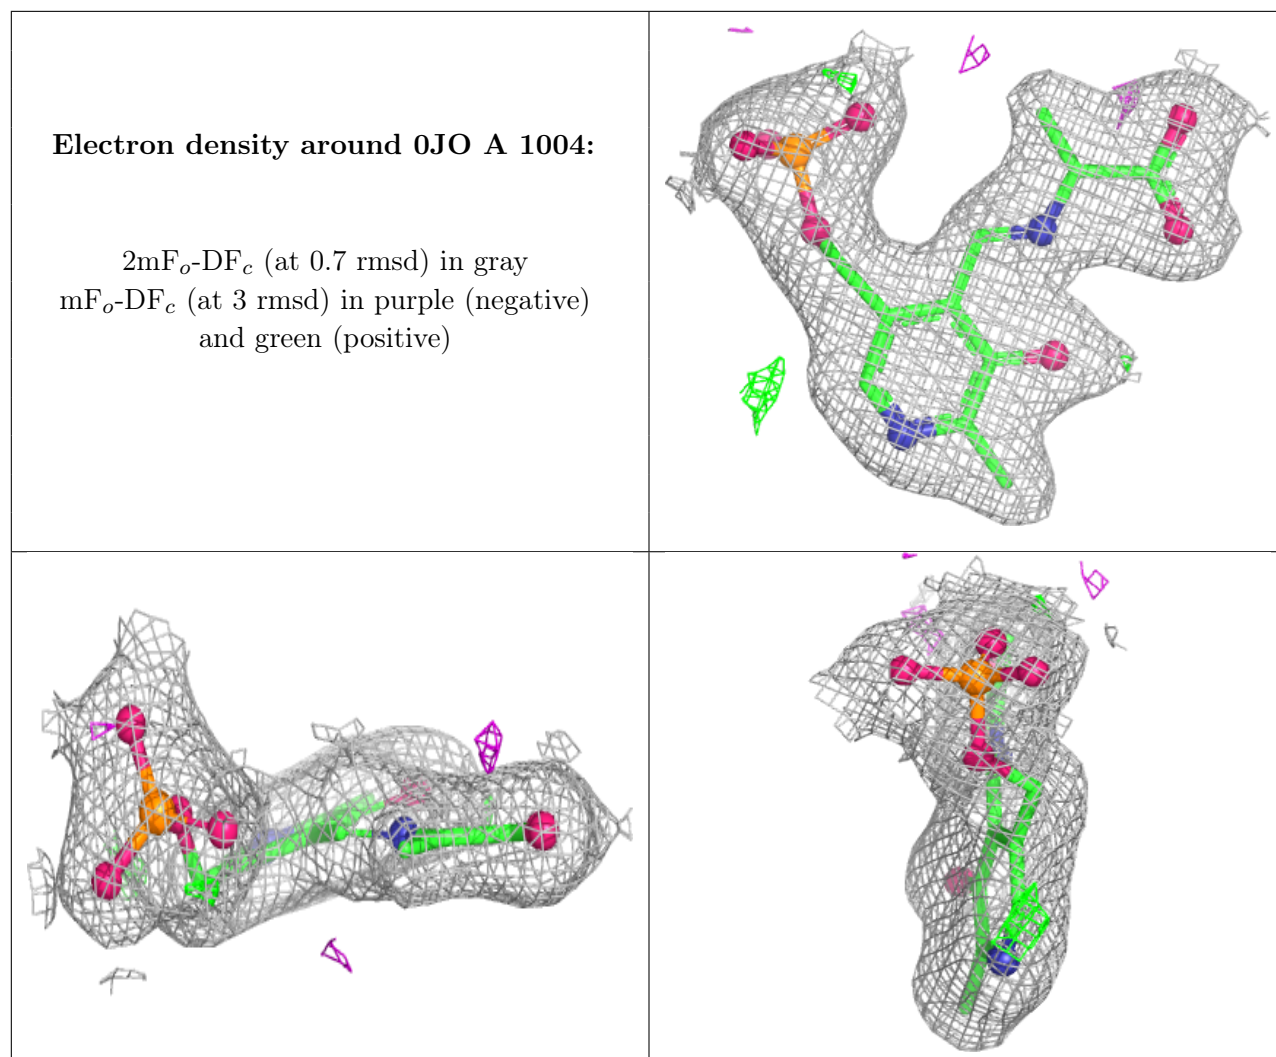 Electron density around 0JO A 1004:
2mFₒ-DF𝒸 (at 0.7 rmsd) in gray
mFₒ-DF𝒸 (at 3 rmsd) in purple (negative)
and green (positive)